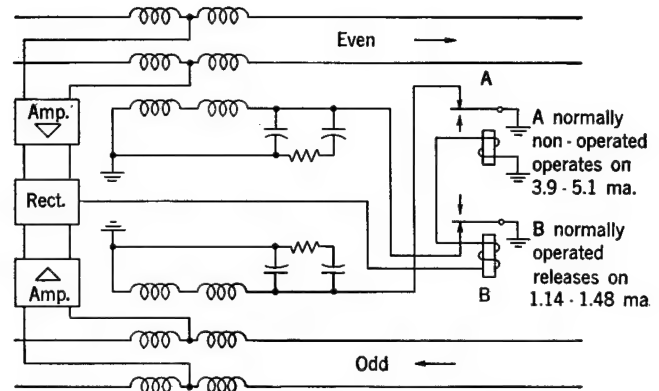 Even
A
Amp.
A normally
non-operated
operates on
3.9-5.1 ma.
Rect.
B normally
operated
releases on
1.14-1.48 ma.
Amp.
B
Odd